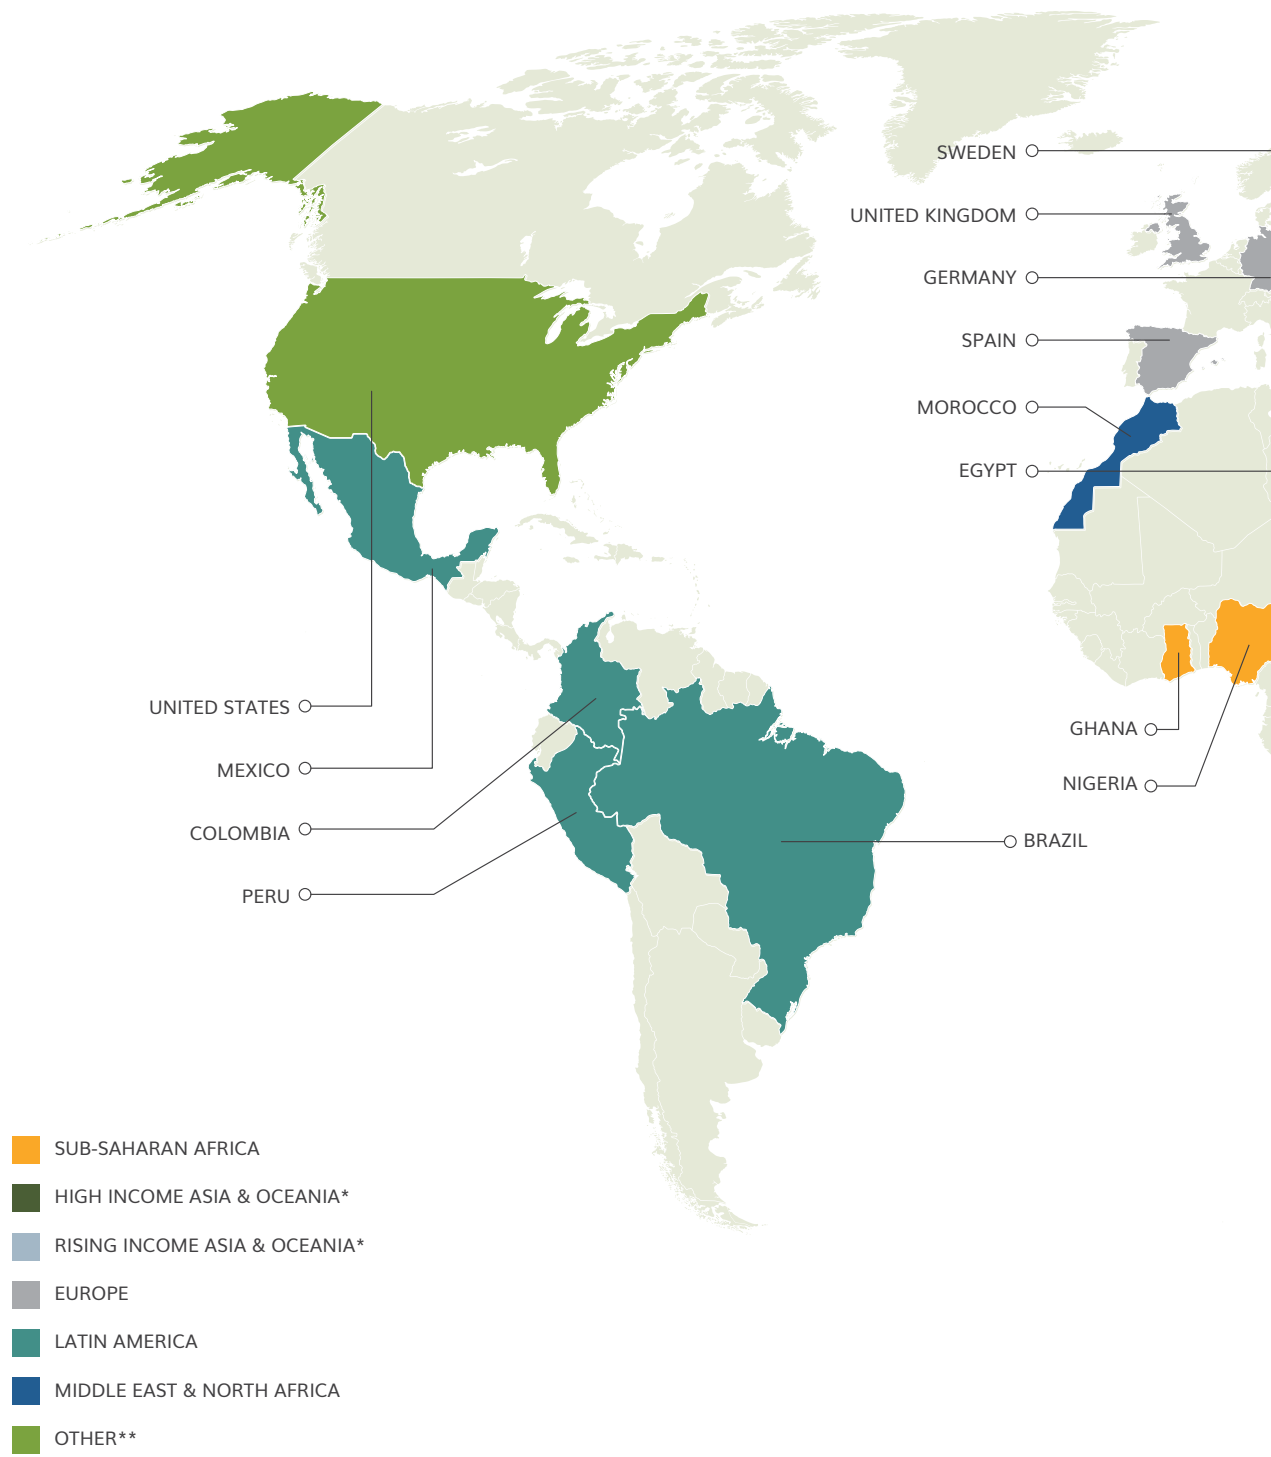 SWEDEN
UNITED KINGDOM
GERMANY
SPAIN
MOROCCO
EGYPT
UNITED STATES
GHANA
MEXICO
NIGERIA
COLOMBIA
BRAZIL
PERU
SUB-SAHARAN AFRICA
HIGH INCOME ASIA & OCEANIA*
RISING INCOME ASIA & OCEANIA*
EUROPE
LATIN AMERICA
MIDDLE EAST & NORTH AFRICA
OTHER**